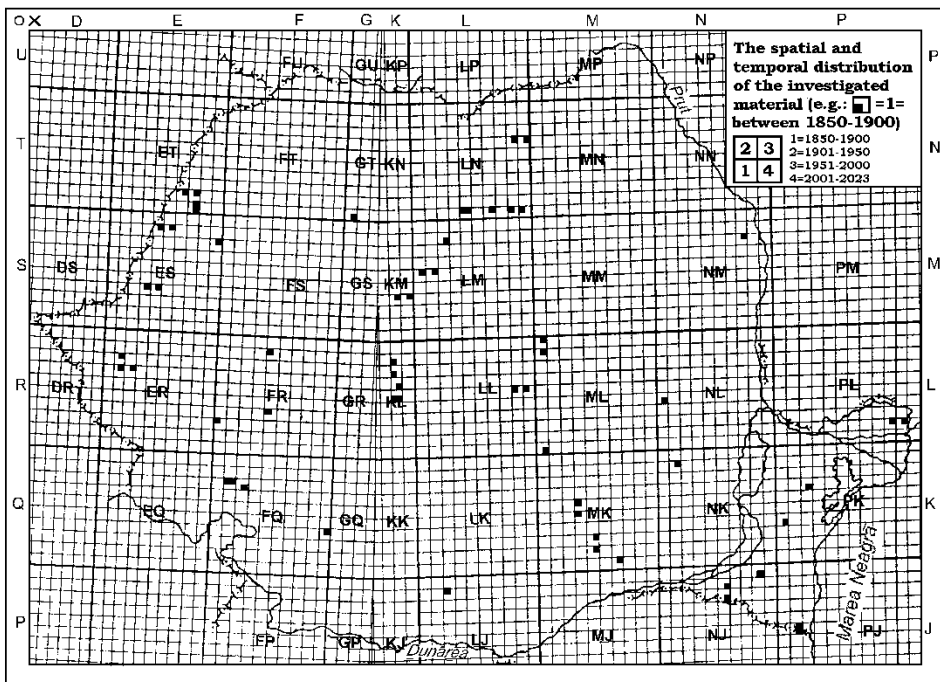 O X D E F G K L M N P
U FU GU KP LP MP NP P
The spatial and
temporal distribution
of the investigated
material (e.g.: =1=
between 1850-1900)
2 3
1 4
1=1850-1900
2=1901-1950
3=1951-2000
4=2001-2023
Prut
T ET FT GT KN LN MN NN N
S DS ES FS GS KM LM MM NM PM M
R DR ER FR GR KL LL ML NL PL L
Q EQ FQ GQ KK LK MK NK PK K
Marea Neagră
P FP GP KJ LJ MJ NJ PJ J
Dunărea